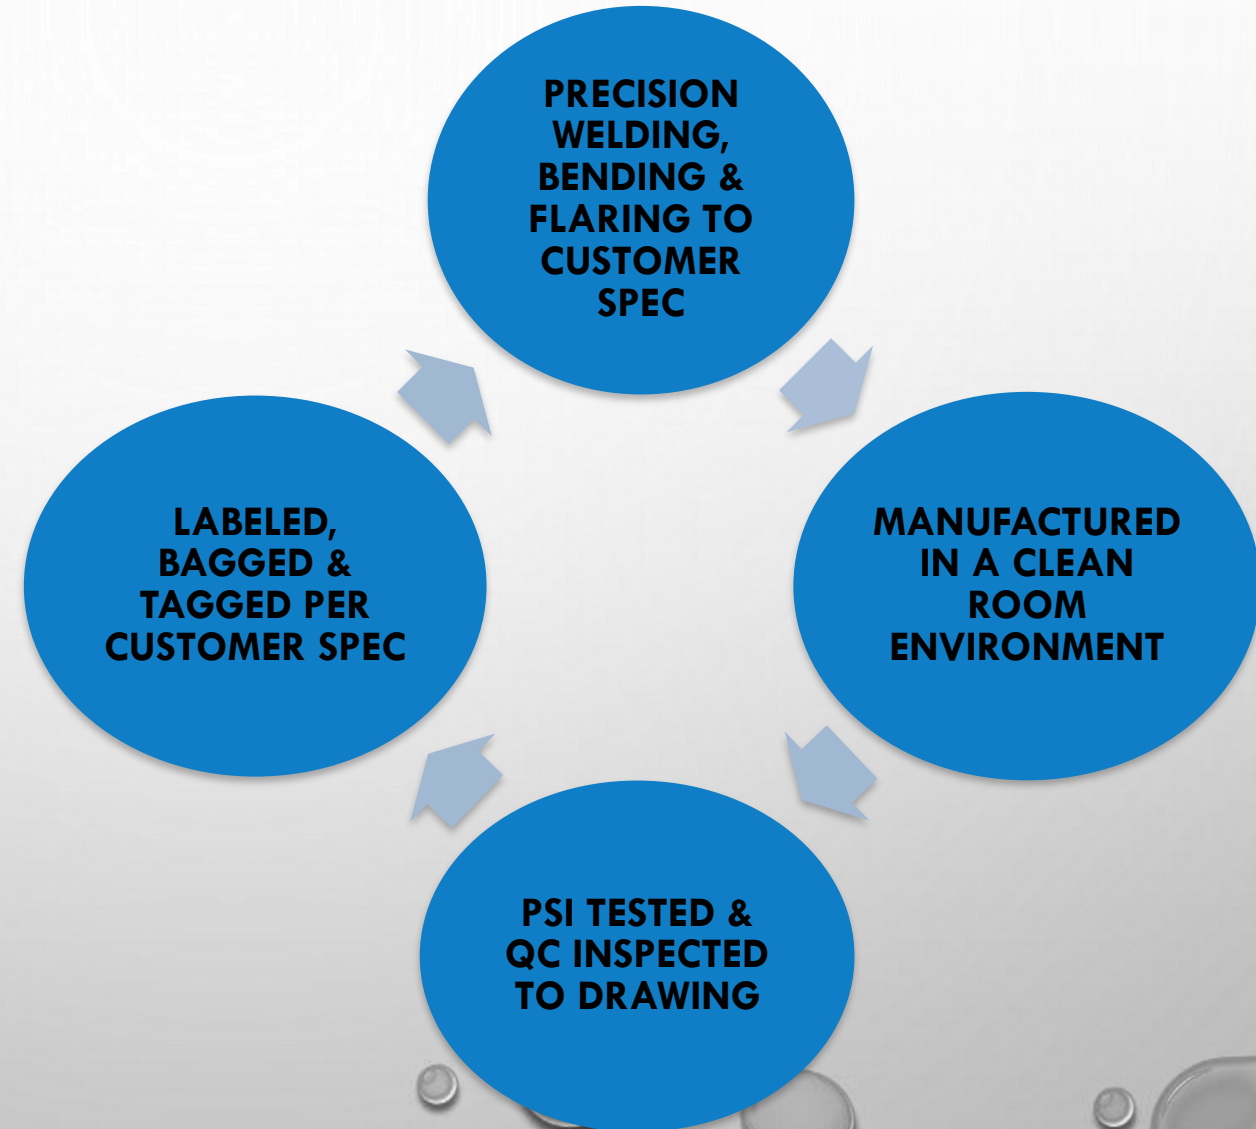 PRECISION
WELDING,
BENDING &
FLARING TO
CUSTOMER
SPEC
MANUFACTURED
IN A CLEAN
ROOM
ENVIRONMENT
PSI TESTED &
QC INSPECTED
TO DRAWING
LABELED,
BAGGED &
TAGGED PER
CUSTOMER SPEC